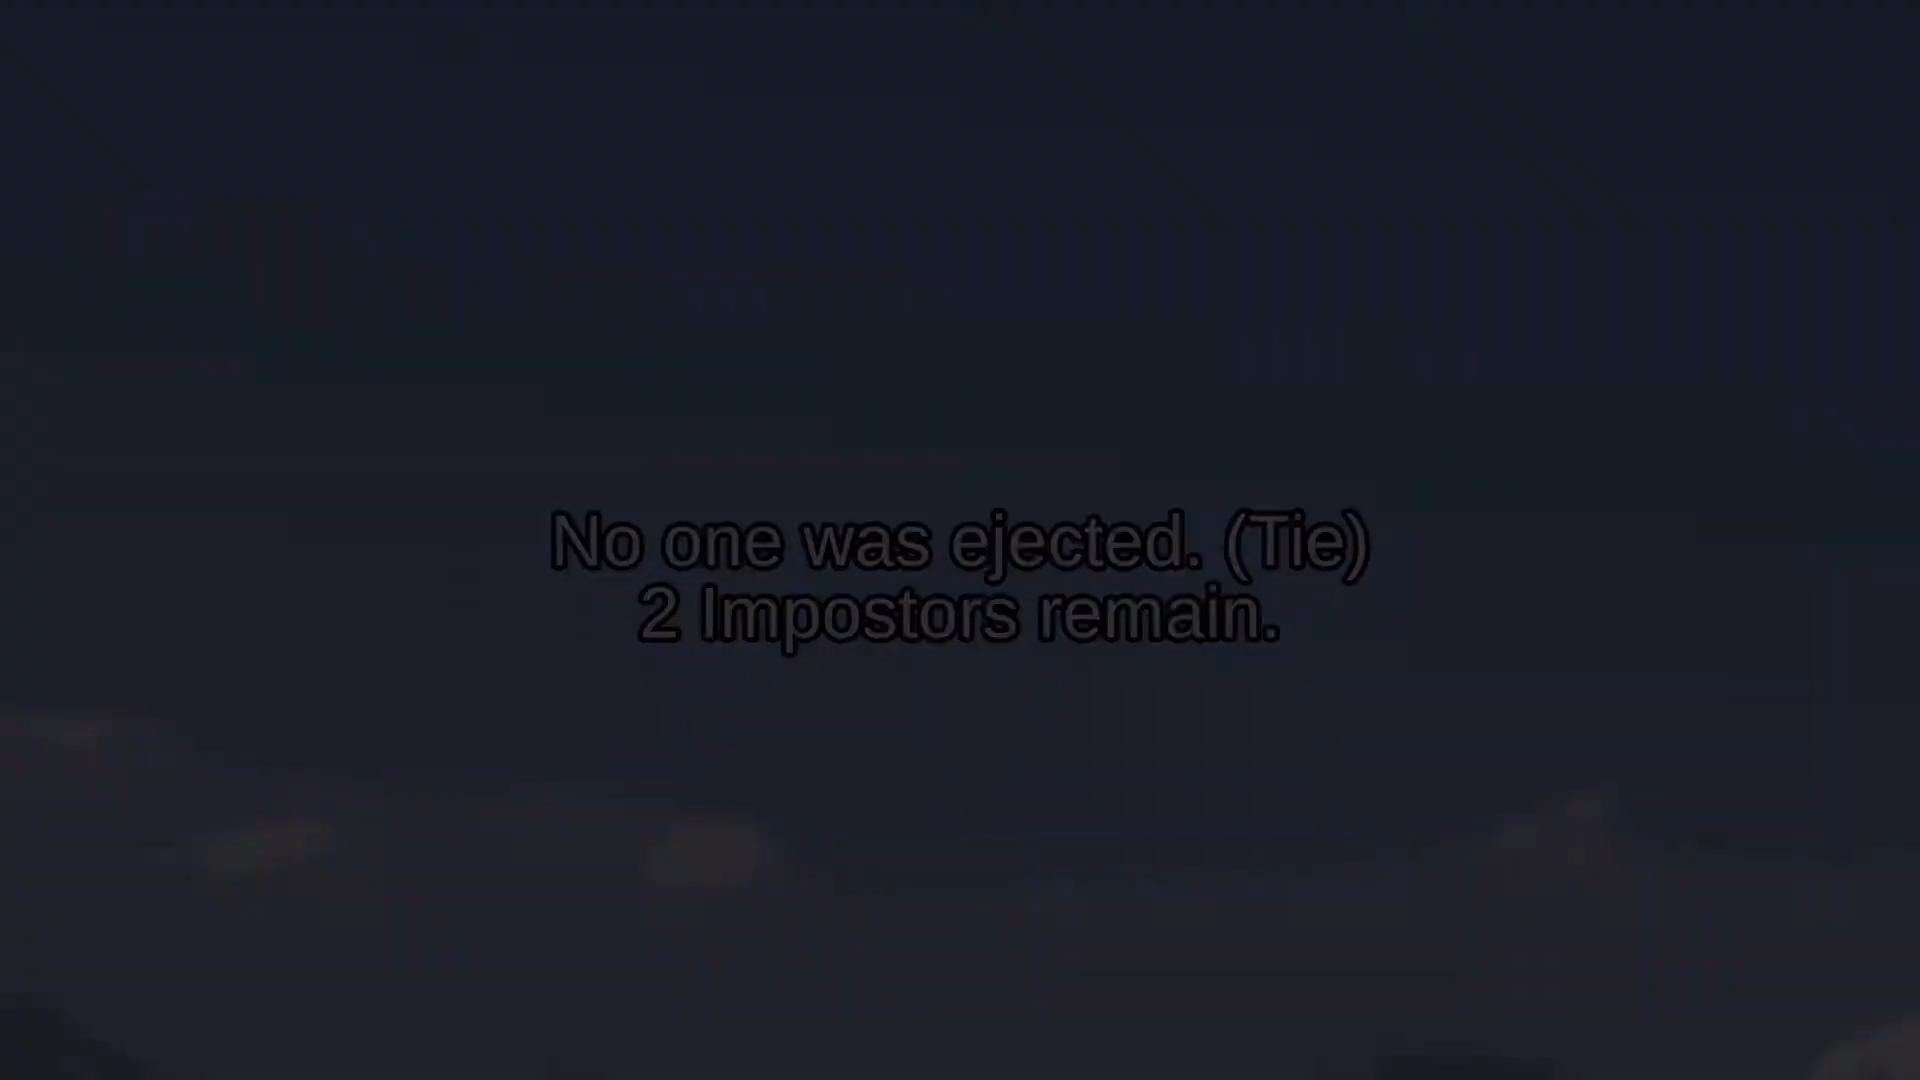 No one was ejected. (Tie)
2 Impostors remain.